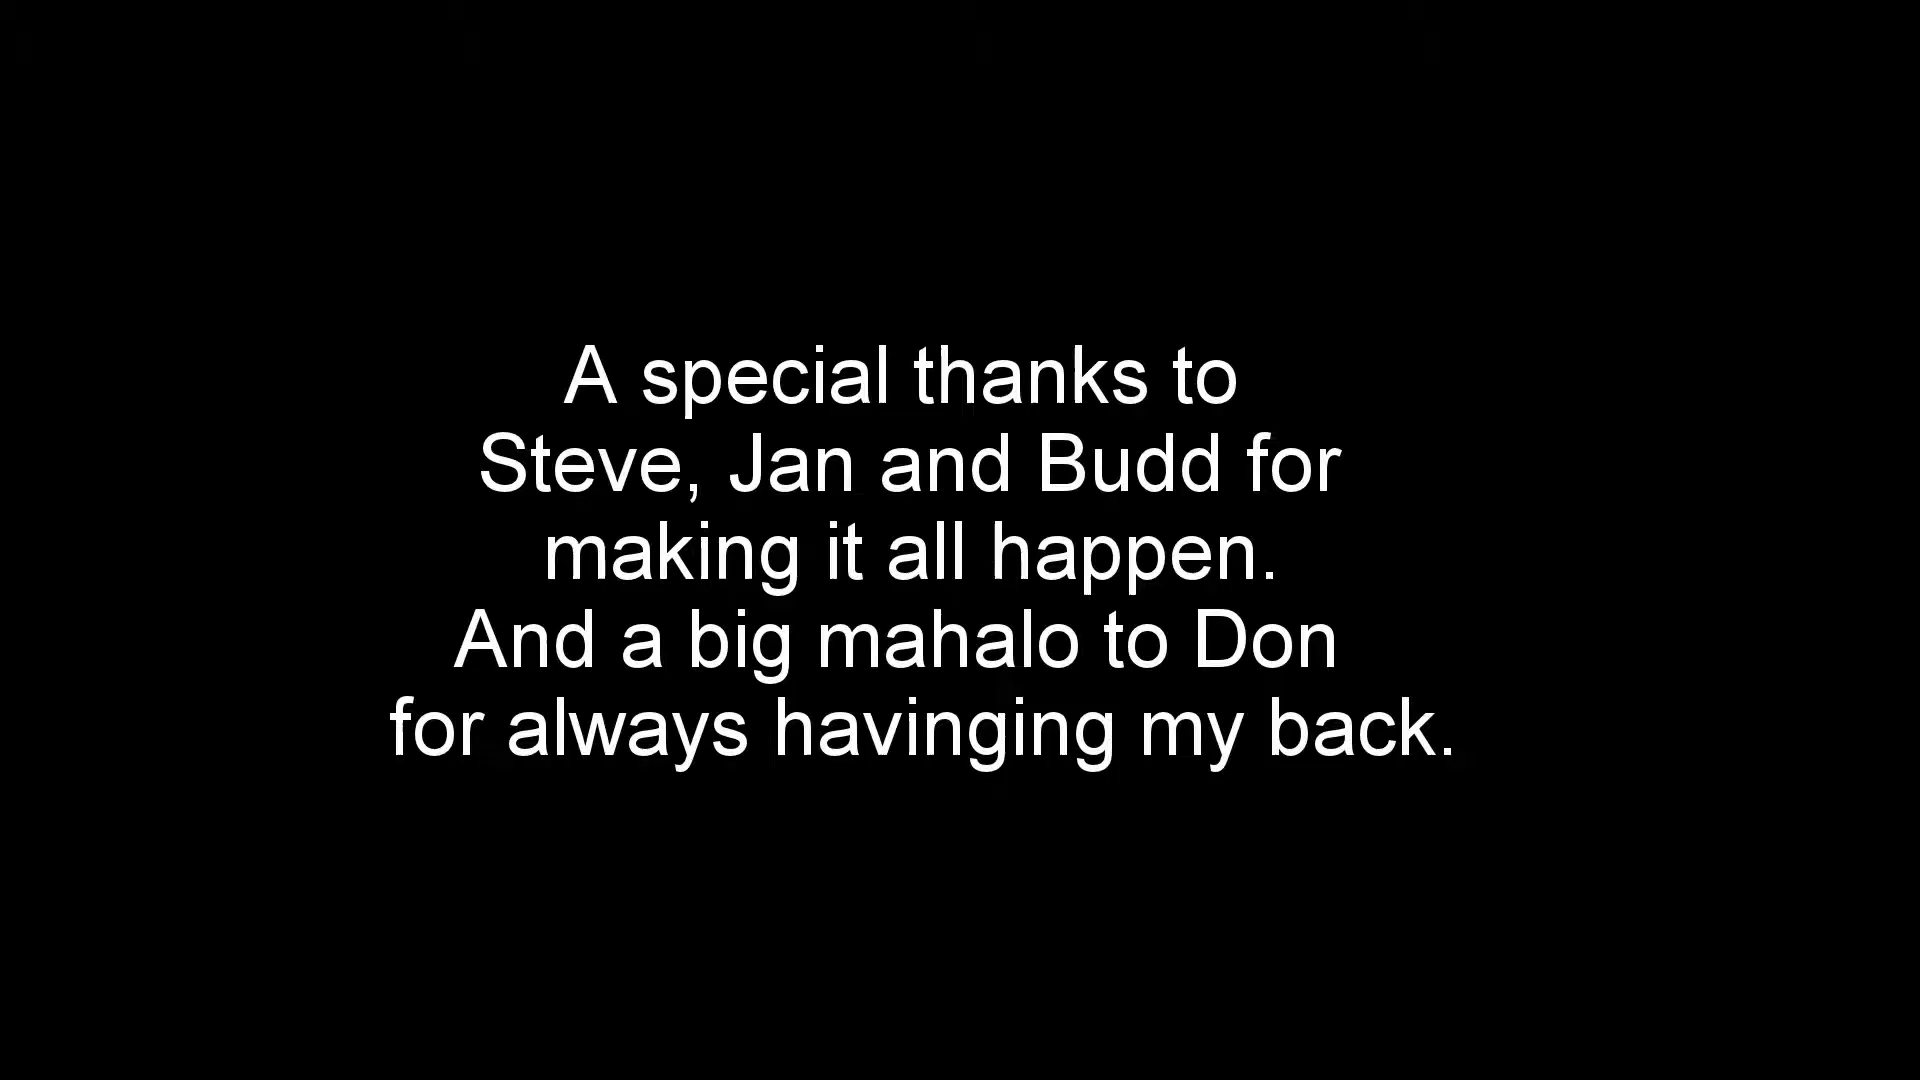 A special thanks to
Steve, Jan and Budd for
making it all happen.
And a big mahalo to Don
for always havinging my back.